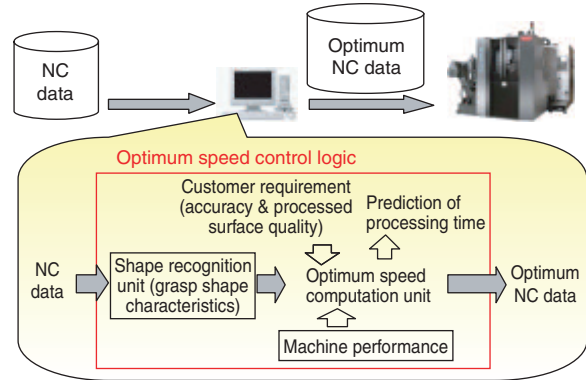 NC
data
Optimum
NC data
Optimum speed control logic
Customer requirement
(accuracy & processed
surface quality)
Prediction of
processing time
NC
data
Shape recognition
unit (grasp shape
characteristics)
Optimum speed
computation unit
Optimum
NC data
Machine performance